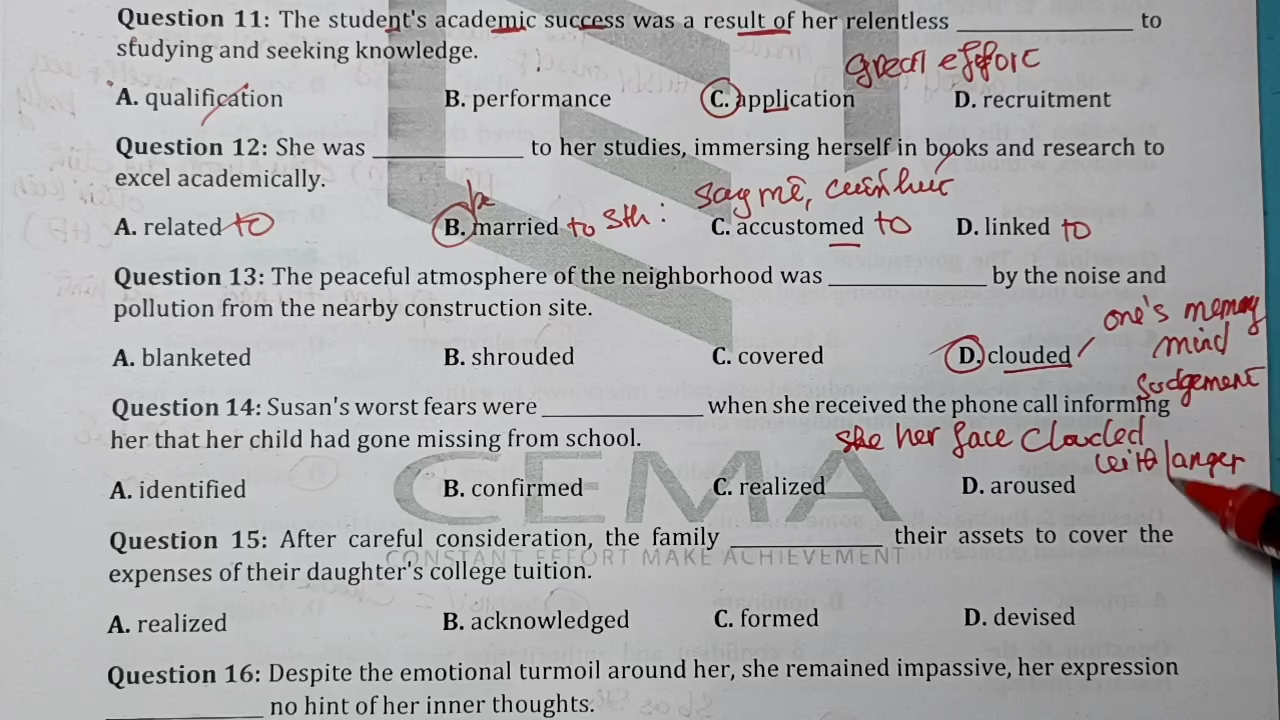 Question 11: The student's academic success was a result of her relentless ____________ to
studying and seeking knowledge.
great effort
A. qualification B. performance C. application D. recruitment
Question 12: She was ____________ to her studies, immersing herself in books and research to
excel academically.
be say mê,
A. related to B. married to sth: C. accustomed to D. linked to
Question 13: The peaceful atmosphere of the neighborhood was ____________ by the noise and
pollution from the nearby construction site.
one's memory
A. blanketed B. shrouded C. covered D. clouded mind
judgement
Question 14: Susan's worst fears were ____________ when she received the phone call informing
her that her child had gone missing from school.
she her face clouded
with anger
CEMA
A. identified B. confirmed C. realized D. aroused
Question 15: After careful consideration, the family ____________ their assets to cover the
CONSTANT EFFORT MAKE ACHIEVEMENT
expenses of their daughter's college tuition.
A. realized B. acknowledged C. formed D. devised
Question 16: Despite the emotional turmoil around her, she remained impassive, her expression
____________ no hint of her inner thoughts.